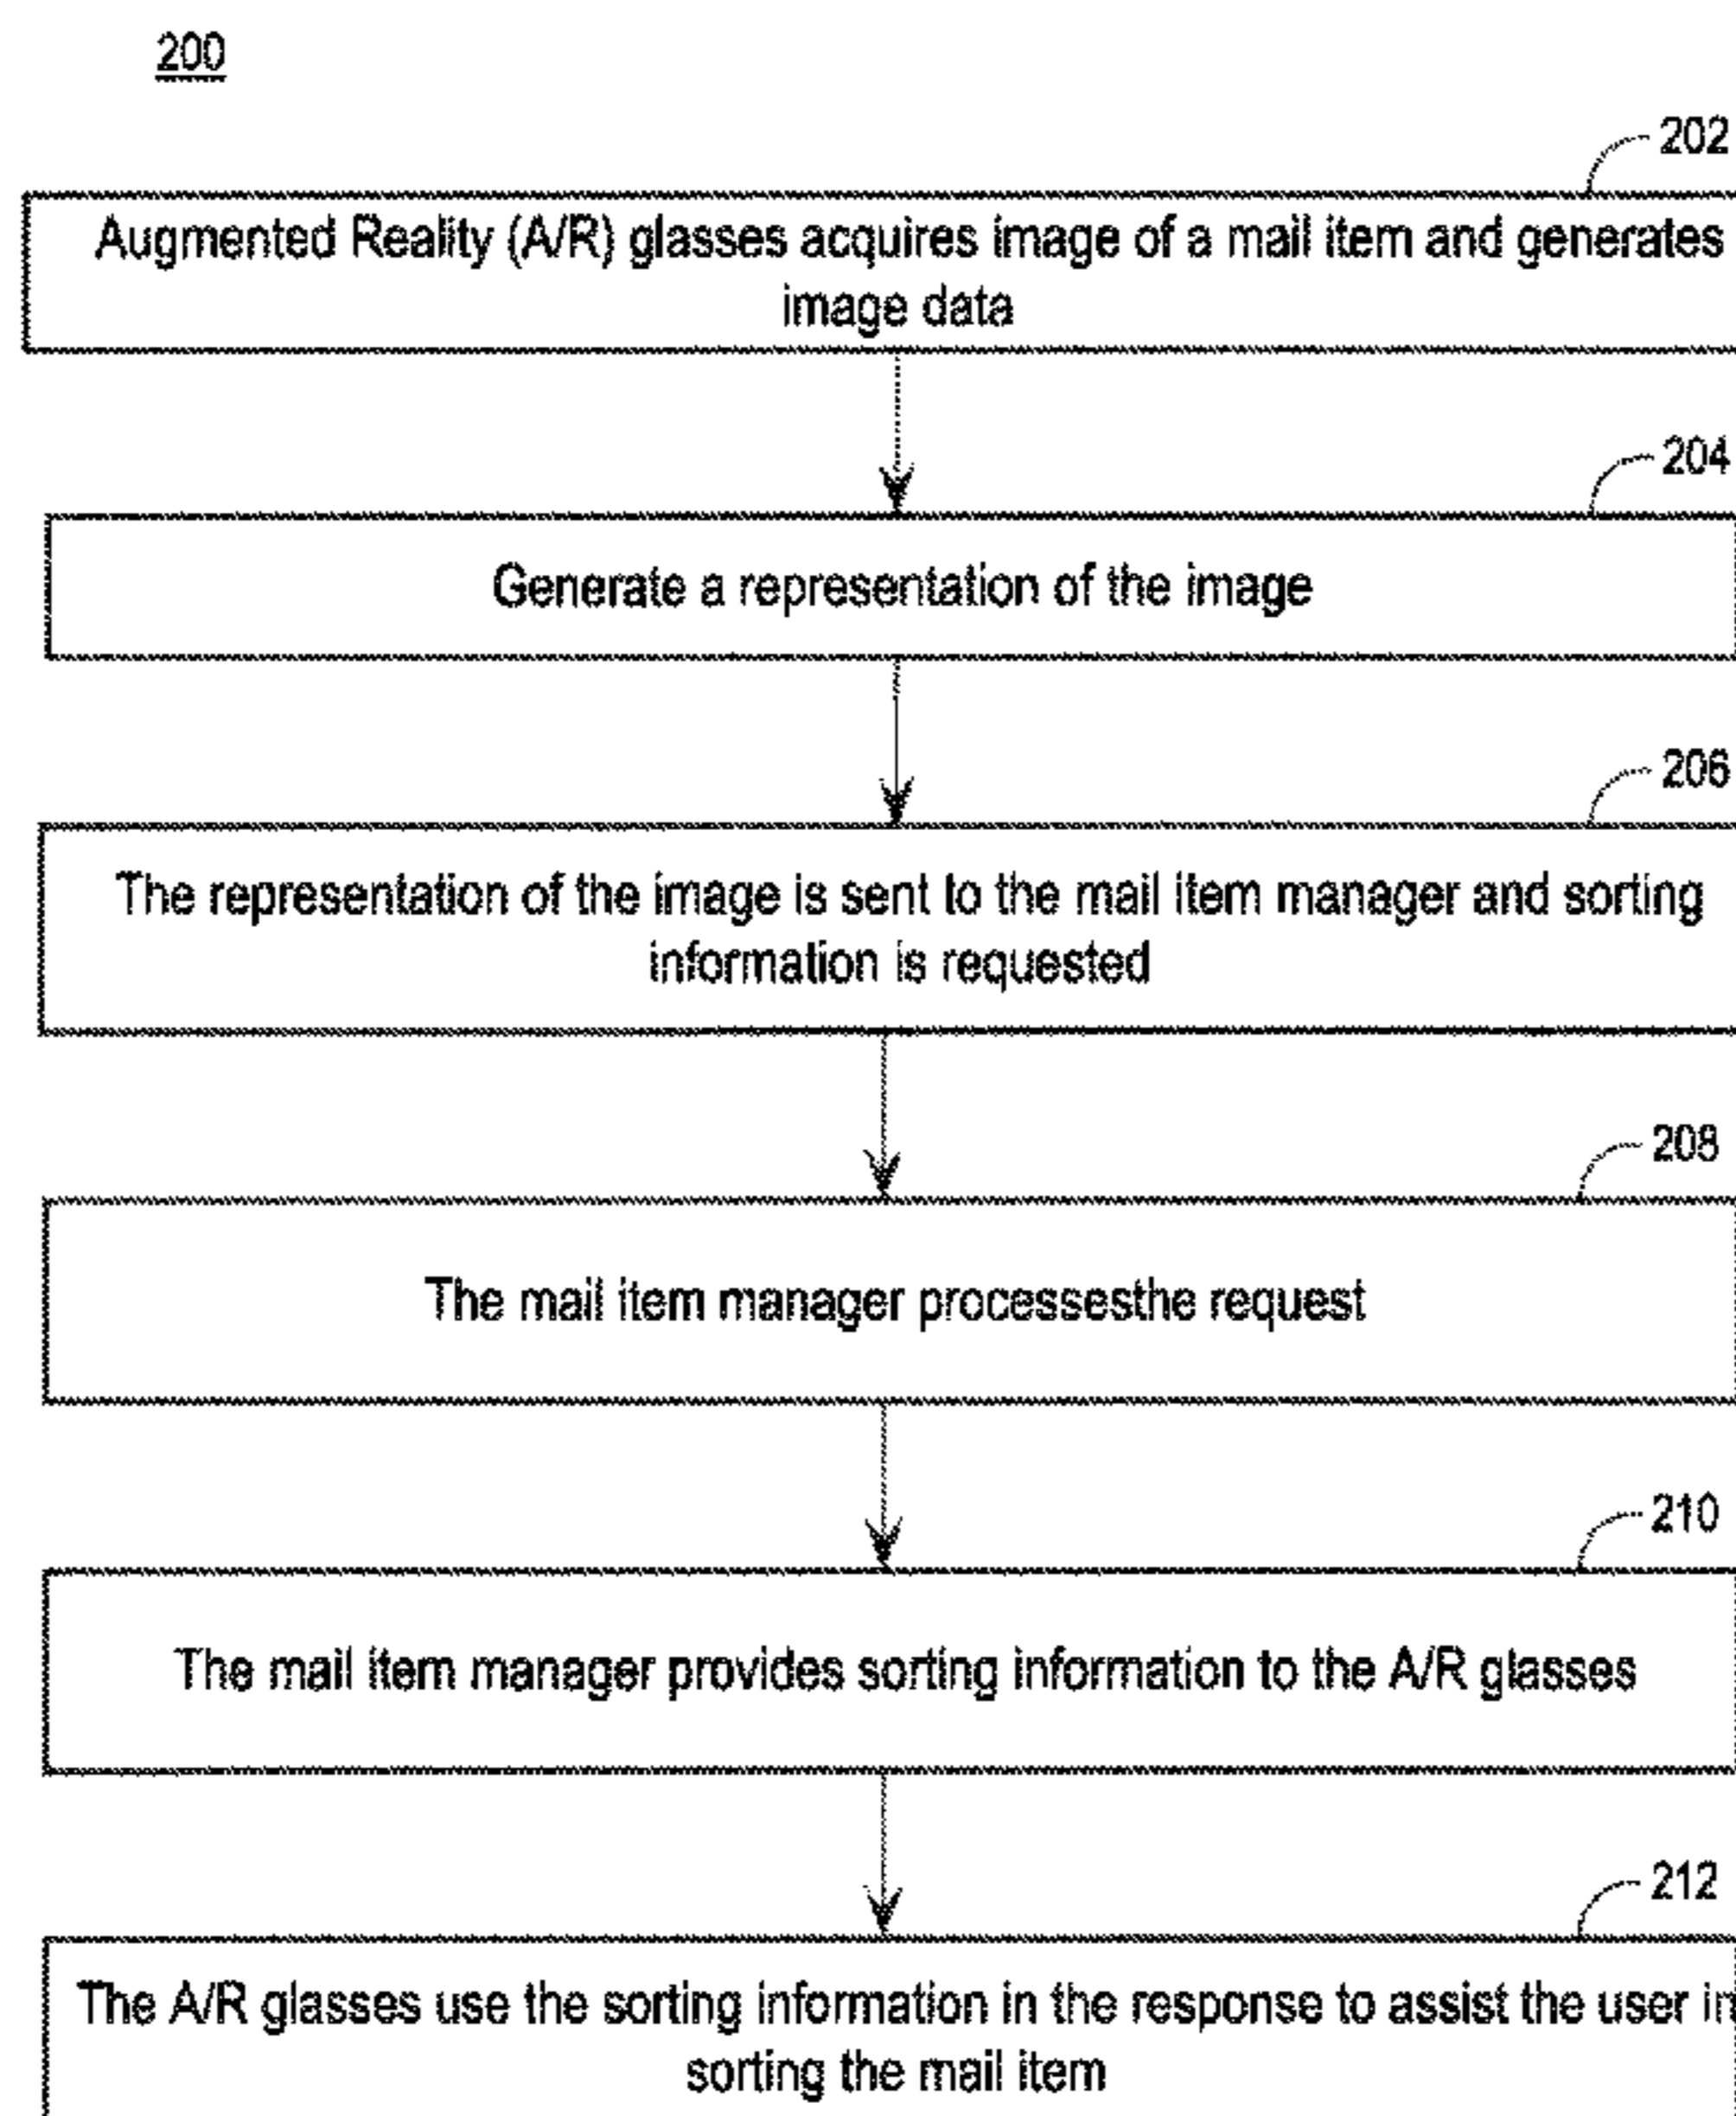 200
202
Augmented Reality (A/R) glasses acquires image of a mail item and generates
image data
204
Generate a representation of the image
206
The representation of the image is sent to the mail item manager and sorting
information is requested
208
The mail item manager processesthe request
210
The mail item manager provides sorting information to the A/R glasses
212
The A/R glasses use the sorting information in the response to assist the user in
sorting the mail item